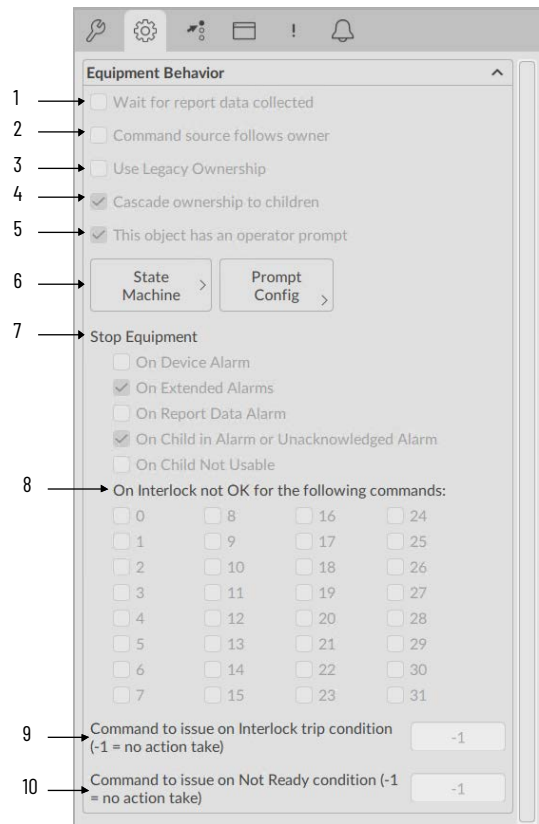 !
Equipment Behavior
1 Wait for report data collected
2 Command source follows owner
3 Use Legacy Ownership
4 Cascade ownership to children
5 This object has an operator prompt
6 State Machine > Prompt Config >
7 Stop Equipment
On Device Alarm
On Extended Alarms
On Report Data Alarm
On Child in Alarm or Unacknowledged Alarm
On Child Not Usable
8 On Interlock not OK for the following commands:
0 8 16 24
1 9 17 25
2 10 18 26
3 11 19 27
4 12 20 28
5 13 21 29
6 14 22 30
7 15 23 31
9 Command to issue on Interlock trip condition
(-1 = no action take) -1
10 Command to issue on Not Ready condition (-1
= no action take) -1